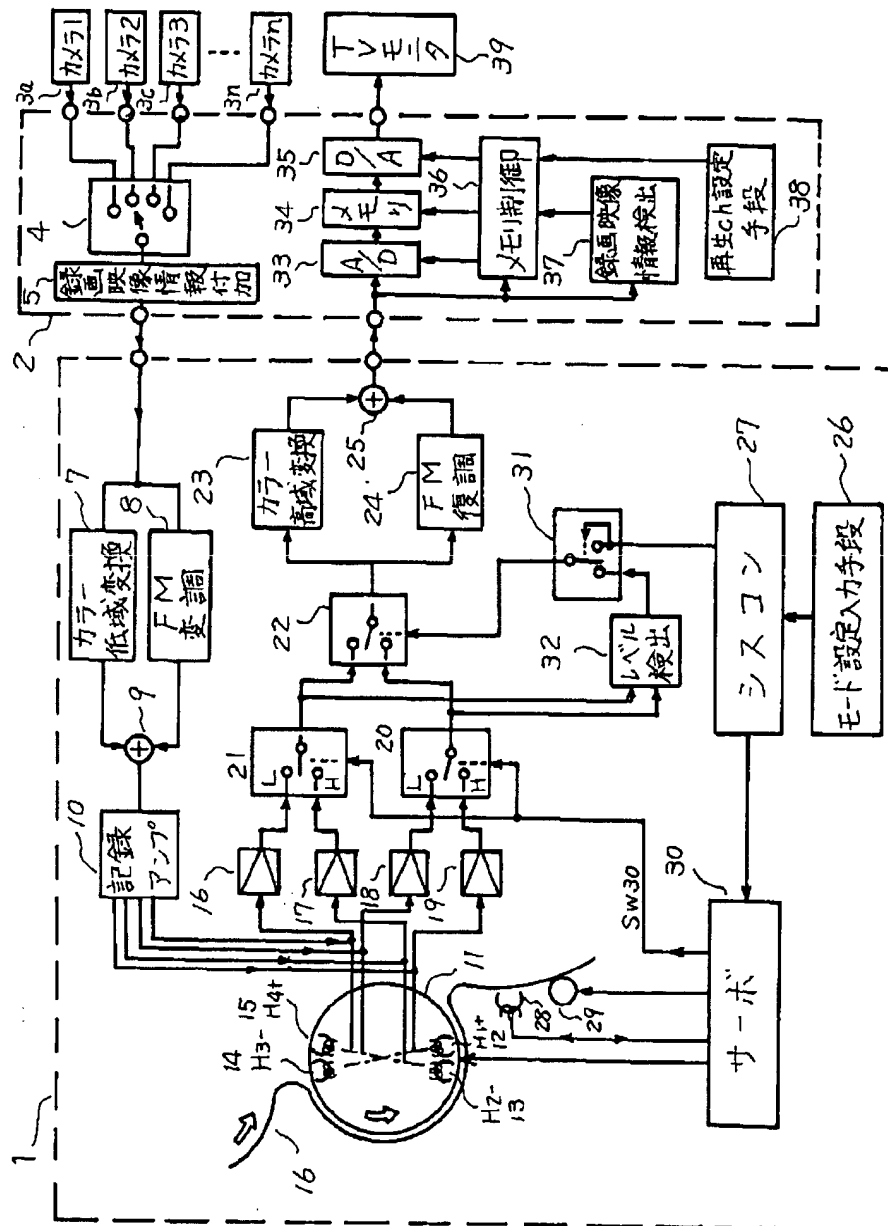 1
2
カメラ1
カメラ2
カメラ3
カメラn
3a
3b
3c
3n
4
5
録画映像情報付加
カラー
低域変換
7
FM
変調
8
9
記録
アンプ
10
11
H1+
12
H2-
13
14
H3-
15
H4+
16
16
17
18
19
L
H
20
L
H
21
22
カラー
高域変換
23
FM
復調
24
25
モード設定入力手段
26
シスコン
27
28
29
サーボ
30
SW30
31
レベル
検出
32
A/D
33
メモリ
34
D/A
35
メモリ制御
36
録画映像
情報検出
37
再生ch設定
手段
38
TVモニタ
39